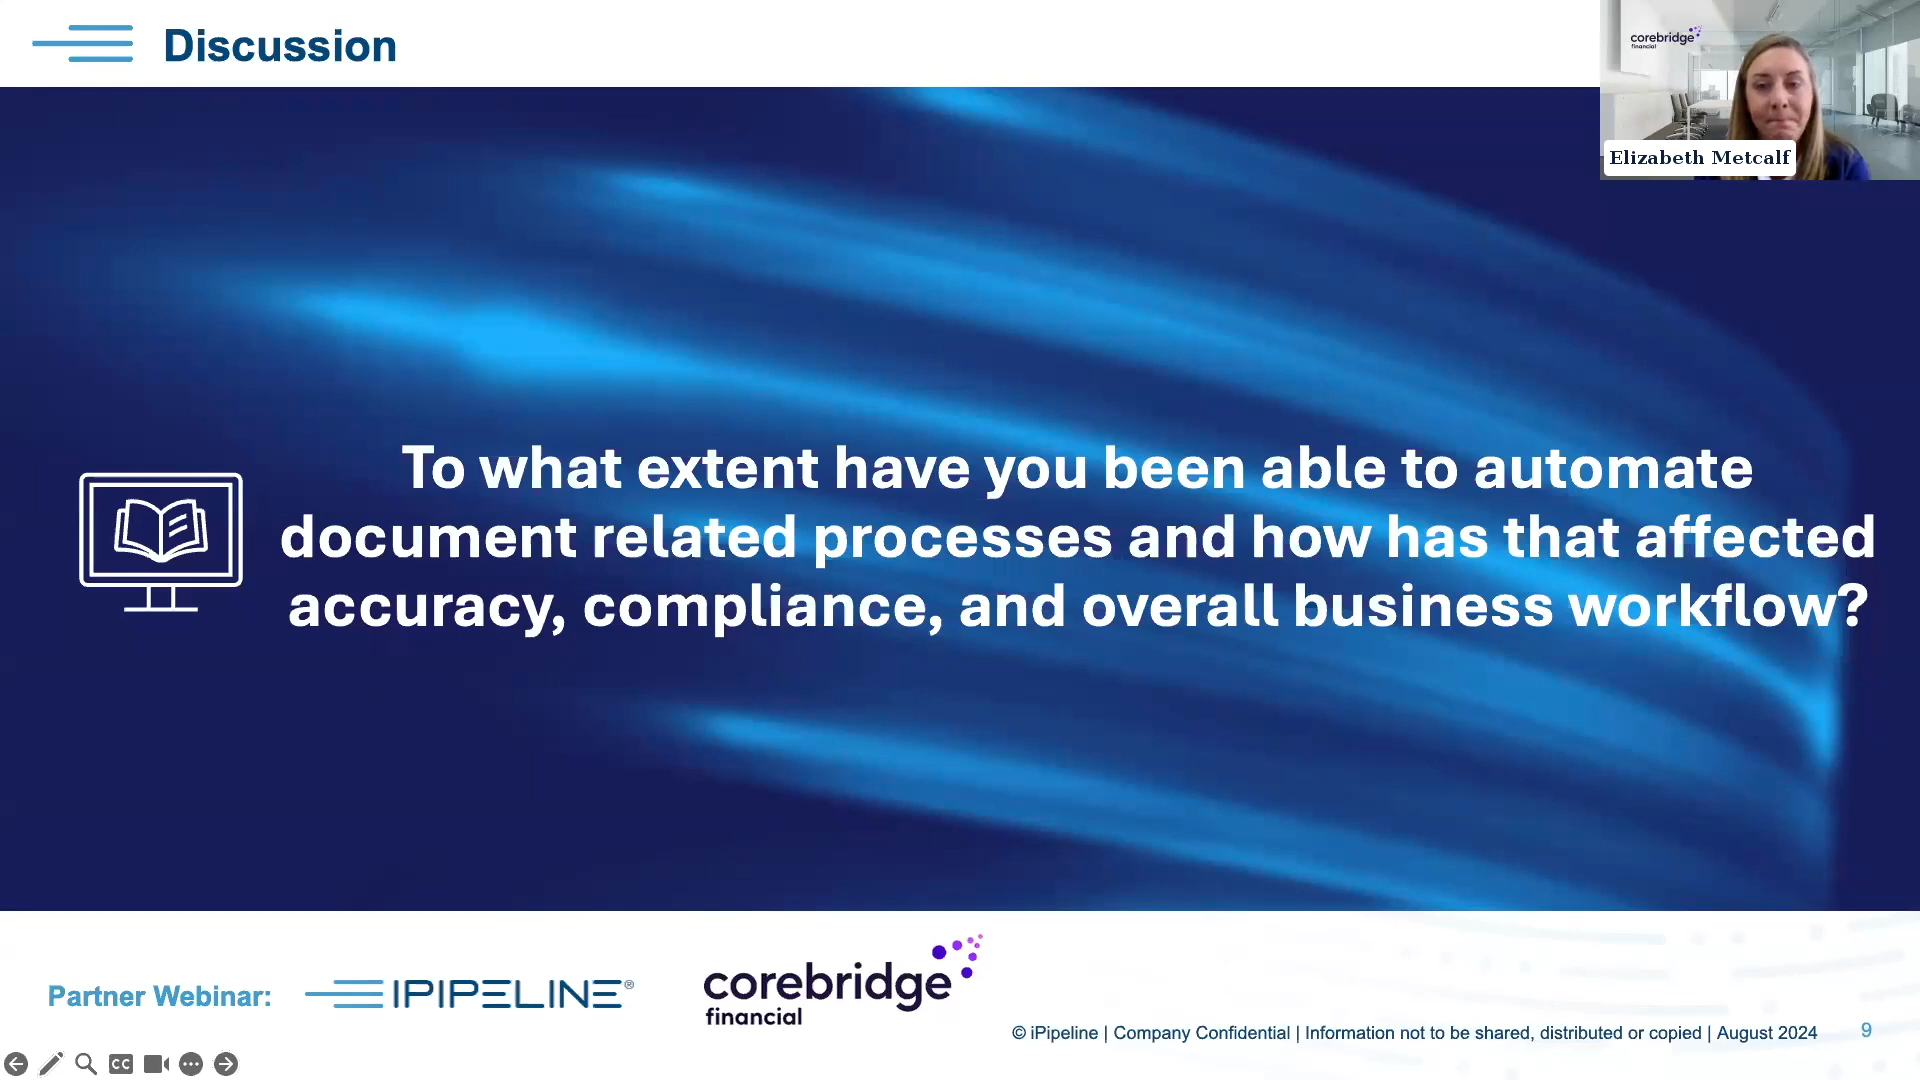 Discussion
corebridge
financial
Elizabeth Metcalf
To what extent have you been able to automate
document related processes and how has that affected
accuracy, compliance, and overall business workflow?
Partner Webinar:
IPIPELINE®
corebridge
financial
© iPipeline | Company Confidential | Information not to be shared, distributed or copied | August 2024
9
CC